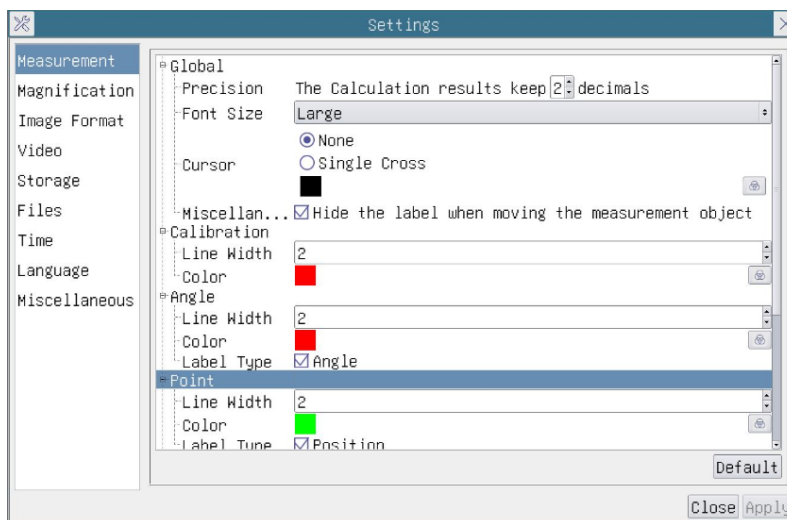 Settings
Measurement
Magnification
Image Format
Video
Storage
Files
Time
Language
Miscellaneous
Global
Precision The Calculation results keep 2 decimals
Font Size Large
Cursor
None
Single Cross
Miscellan... Hide the label when moving the measurement object
Calibration
Line Width 2
Color
Angle
Line Width 2
Color
Label Type Angle
Point
Line Width 2
Color
Label Type Position
Default
Close Apply